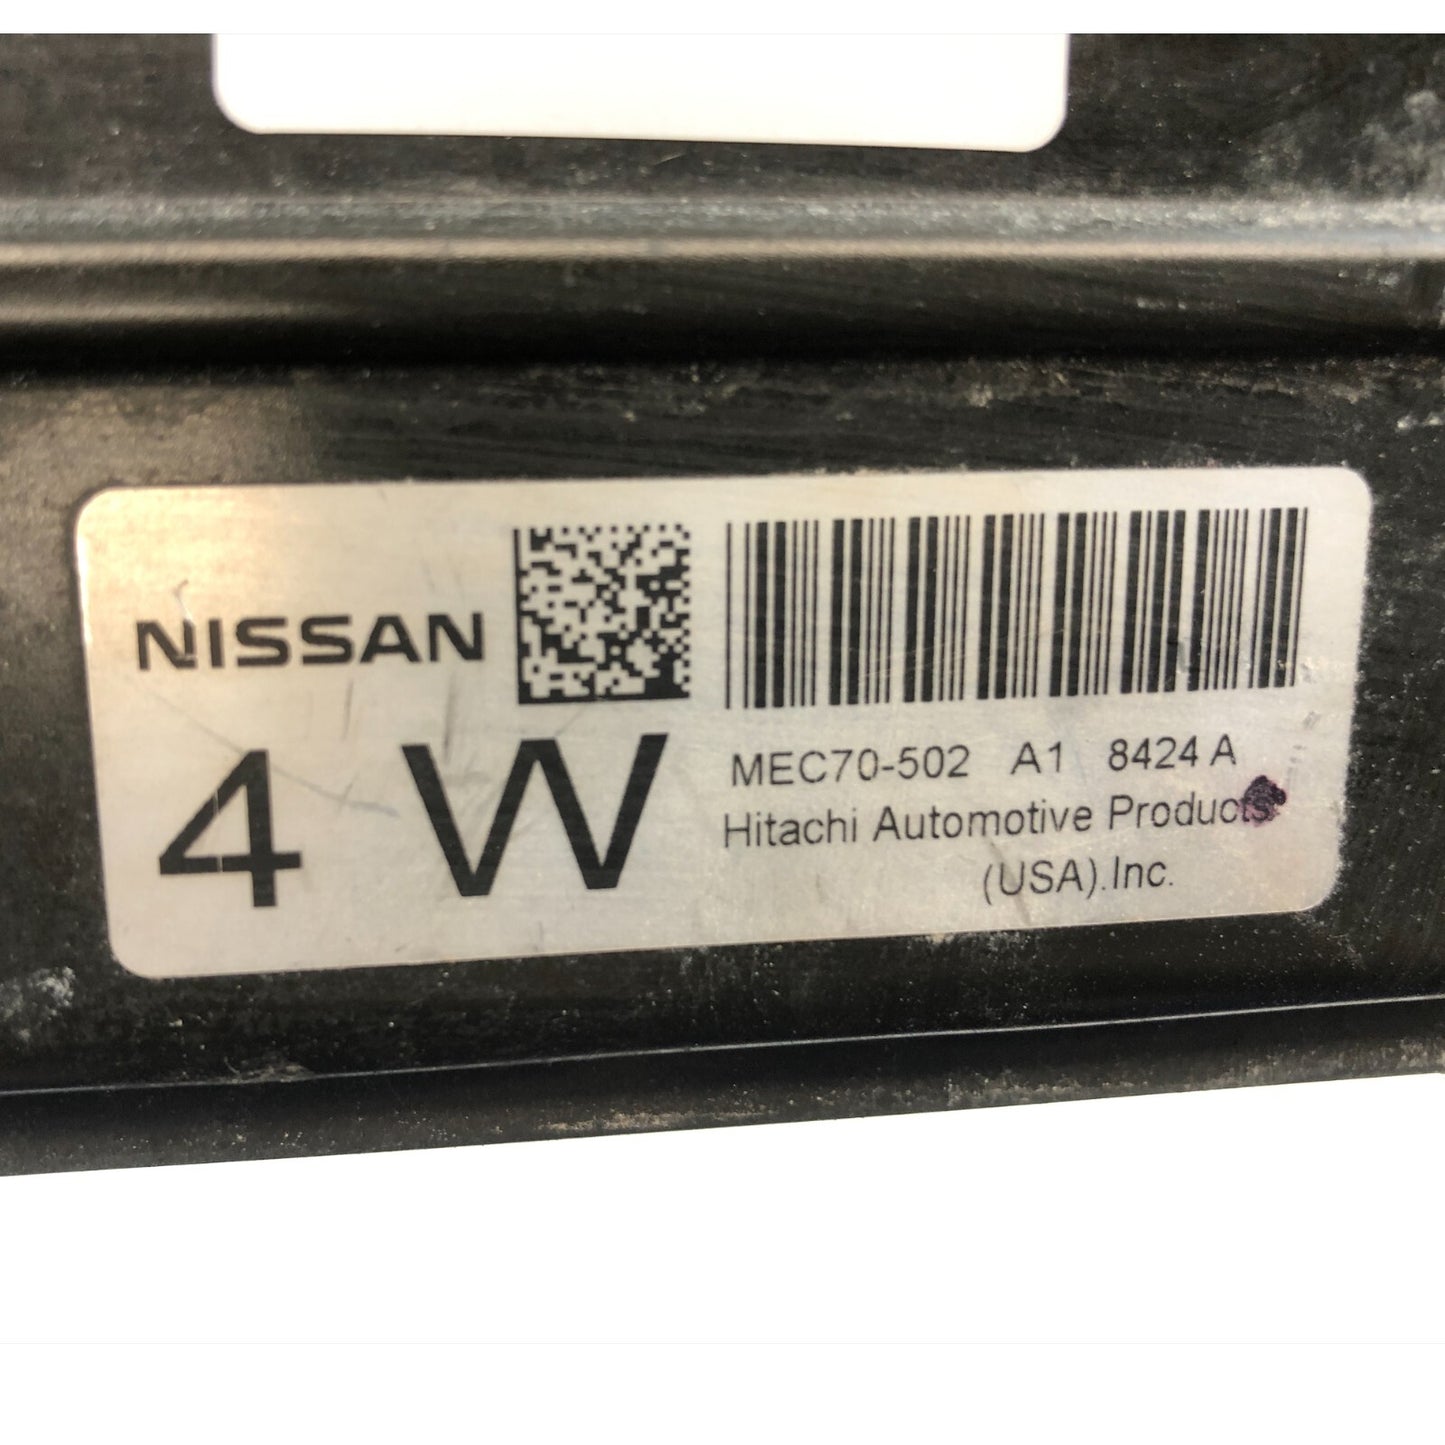 NISSAN
4 W
MEC70-502 A1 8424 A
Hitachi Automotive Products
(USA).Inc.